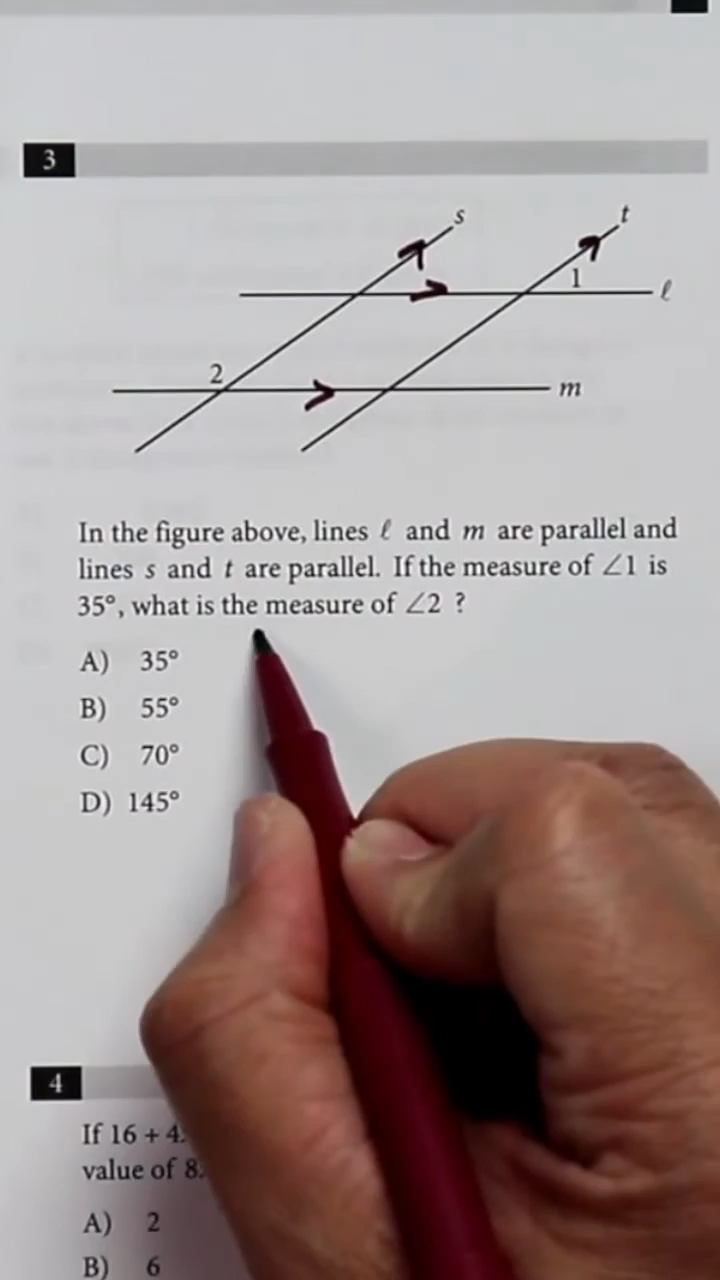 3
s
t
1
ℓ
2
m
In the figure above, lines ℓ and m are parallel and
lines s and t are parallel. If the measure of ∠1 is
35°, what is the measure of ∠2 ?
A) 35°
B) 55°
C) 70°
D) 145°
4
If 16 + 4
value of 8.
A) 2
B) 6